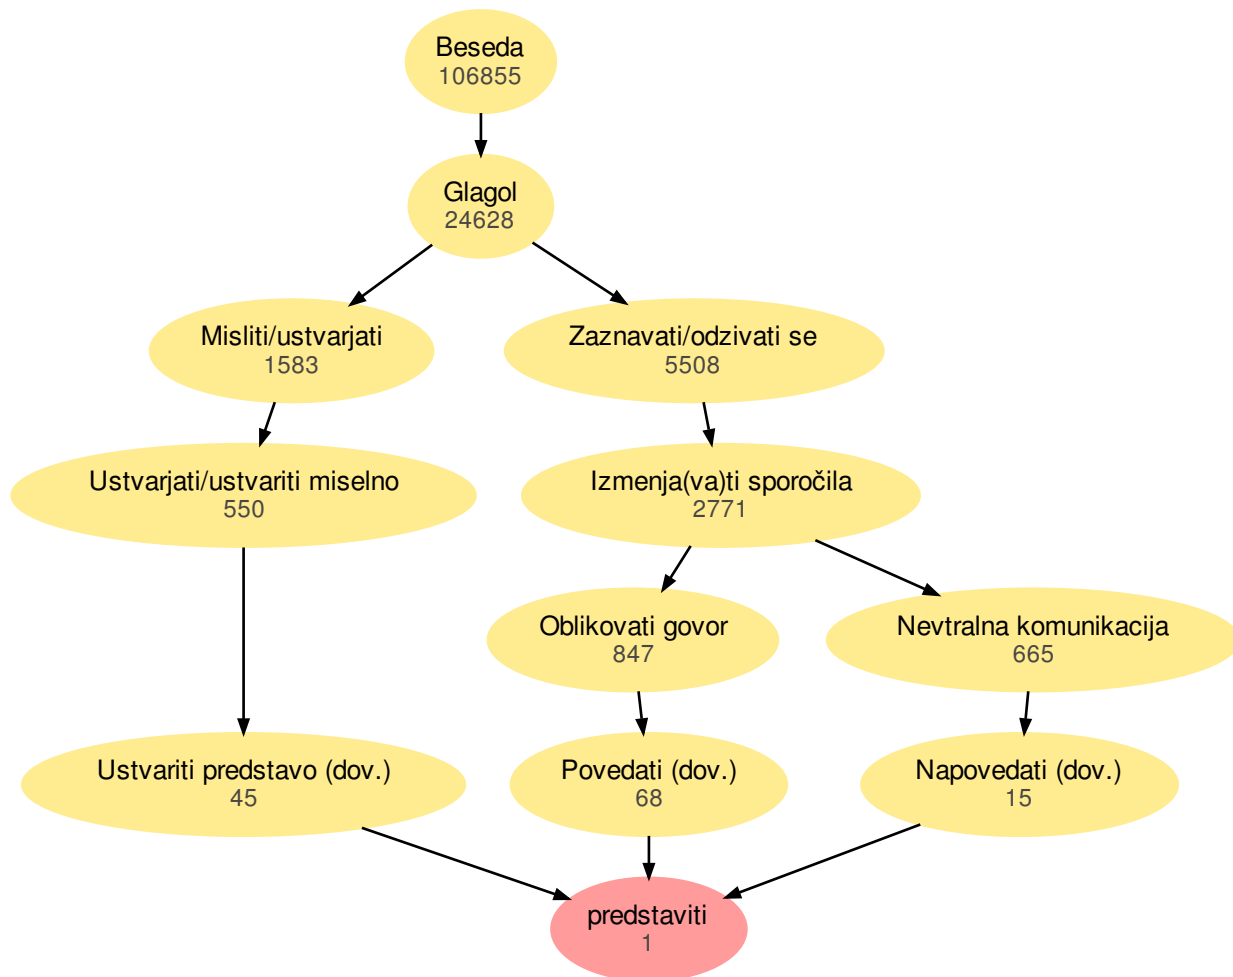 Beseda
106855
Glagol
24628
Misliti/ustvarjati
1583
Zaznavati/odzivati se
5508
Ustvarjati/ustvariti miselno
550
Izmenja(va)ti sporočila
2771
Oblikovati govor
847
Nevtralna komunikacija
665
Ustvariti predstavo (dov.)
45
Povedati (dov.)
68
Napovedati (dov.)
15
predstaviti
1